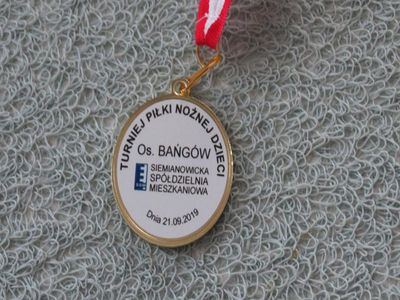 TURNIEJ PIŁKI NOŻNEJ DZIECI
Os. BAŃGÓW
SIEMIANOWICKA
SPÓŁDZIELNIA
MIESZKANIOWA
Dnia 21.09.2019